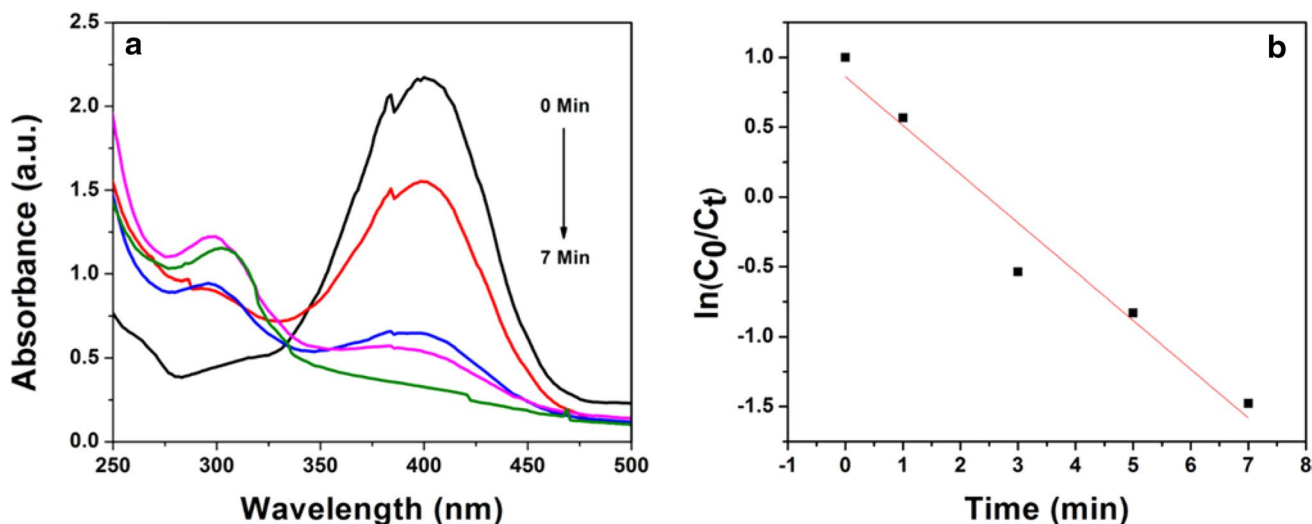 a
2.5
2.0
1.5
1.0
0.5
0.0
Absorbance (a.u.)
0 Min
7 Min
250 300 350 400 450 500
Wavelength (nm)
b
1.0
0.5
0.0
-0.5
-1.0
-1.5
ln(C0/Ct)
-1 0 1 2 3 4 5 6 7 8
Time (min)